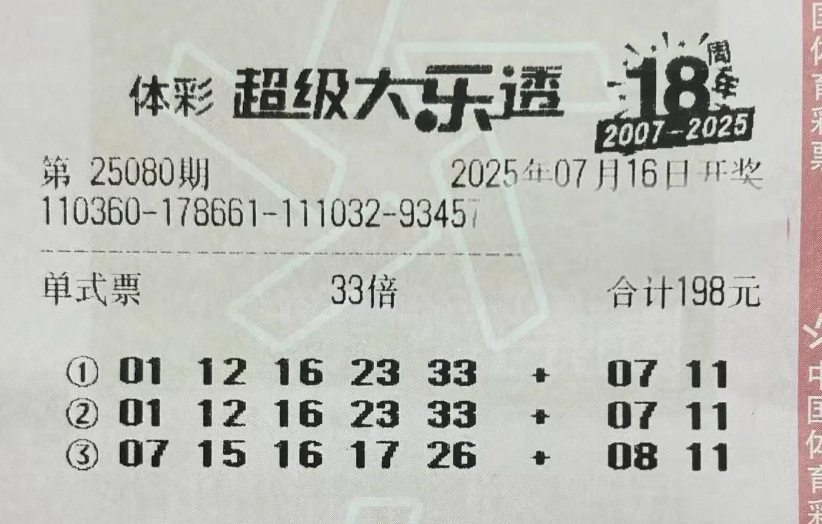 体彩 超级大乐透 18周年 2007-2025
第 25080期 2025年07月16日开奖
110360-178661-111032-93457
单式票 33倍 合计198元
① 01 12 16 23 33 + 07 11
② 01 12 16 23 33 + 07 11
③ 07 15 16 17 26 + 08 11
国体育彩票
中国体育彩